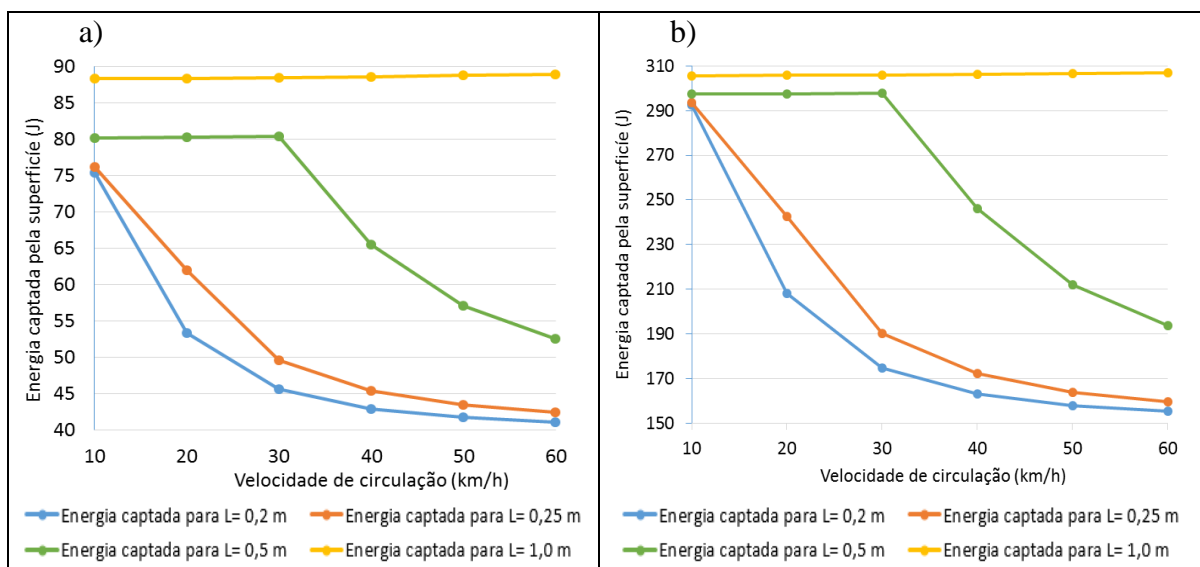 a)
Energia captada pela superfície (J)
90
85
80
75
70
65
60
55
50
45
40
10 20 30 40 50 60
Velocidade de circulação (km/h)
Energia captada para L= 0,2 m Energia captada para L= 0,25 m
Energia captada para L= 0,5 m Energia captada para L= 1,0 m
b)
Energia captada pela superfície (J)
310
290
270
250
230
210
190
170
150
10 20 30 40 50 60
Velocidade de circulação (km/h)
Energia captada para L= 0,2 m Energia captada para L= 0,25 m
Energia captada para L= 0,5 m Energia captada para L= 1,0 m